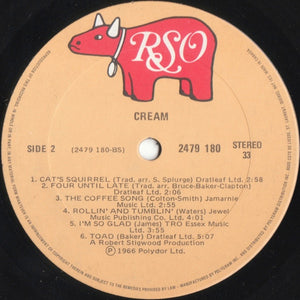 RSO
SIDE 2
(2479 180-BS)
2479 180
STEREO
33
CREAM
1. CAT'S SQUIRREL (Trad. arr. S. Splurge) Dratleaf Ltd. 2:58
2. FOUR UNTIL LATE (Trad. arr. Bruce-Baker-Clapton)
Dratleaf Ltd. 2:06
3. THE COFFEE SONG (Colton-Smith) Jamarnie
Music Ltd. 2:55
4. ROLLIN' AND TUMBLIN' (Waters) Jewel
Music Publishing Co. Ltd. 4:01
5. I'M SO GLAD (James) TRO Essex Music
Ltd. 3:55
6. TOAD (Baker) Dratleaf Ltd. 5:07
A Robert Stigwood Production
℗ 1966 Polydor Ltd.